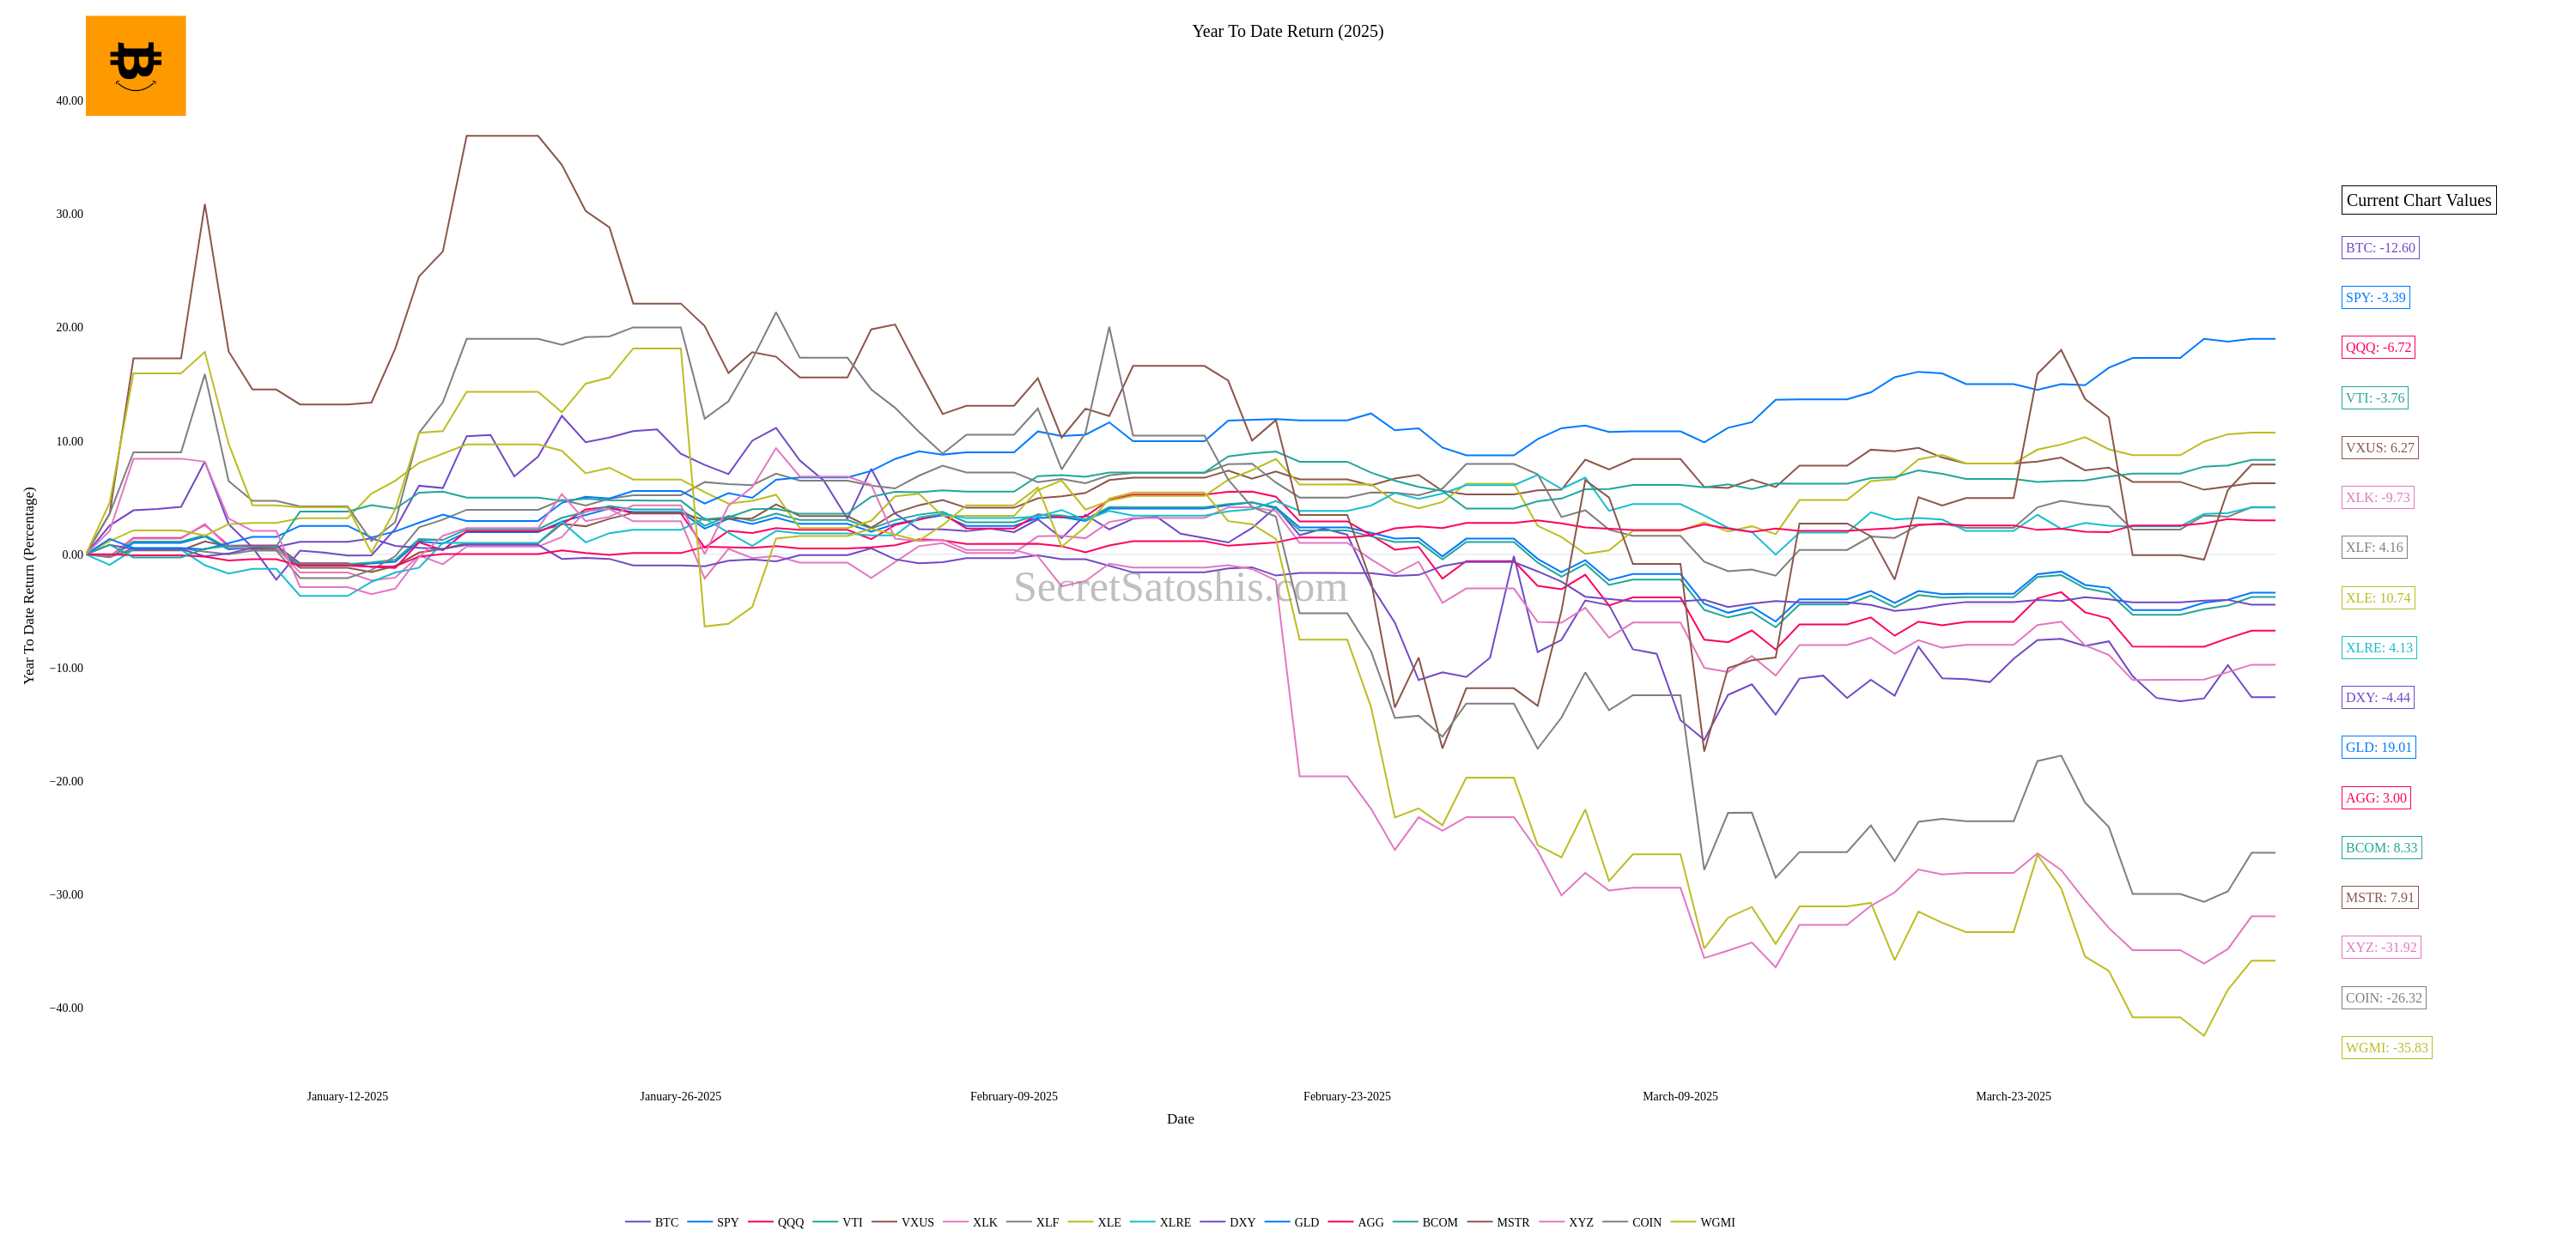 Year To Date Return (2025)
40.00
30.00
20.00
10.00
0.00
−10.00
−20.00
−30.00
−40.00
Year To Date Return (Percentage)
SecretSatoshis.com
Current Chart Values
BTC: -12.60
SPY: -3.39
QQQ: -6.72
VTI: -3.76
VXUS: 6.27
XLK: -9.73
XLF: 4.16
XLE: 10.74
XLRE: 4.13
DXY: -4.44
GLD: 19.01
AGG: 3.00
BCOM: 8.33
MSTR: 7.91
XYZ: -31.92
COIN: -26.32
WGMI: -35.83
January-12-2025 January-26-2025 February-09-2025 February-23-2025 March-09-2025 March-23-2025
Date
BTC SPY QQQ VTI VXUS XLK XLF XLE XLRE DXY GLD AGG BCOM MSTR XYZ COIN WGMI